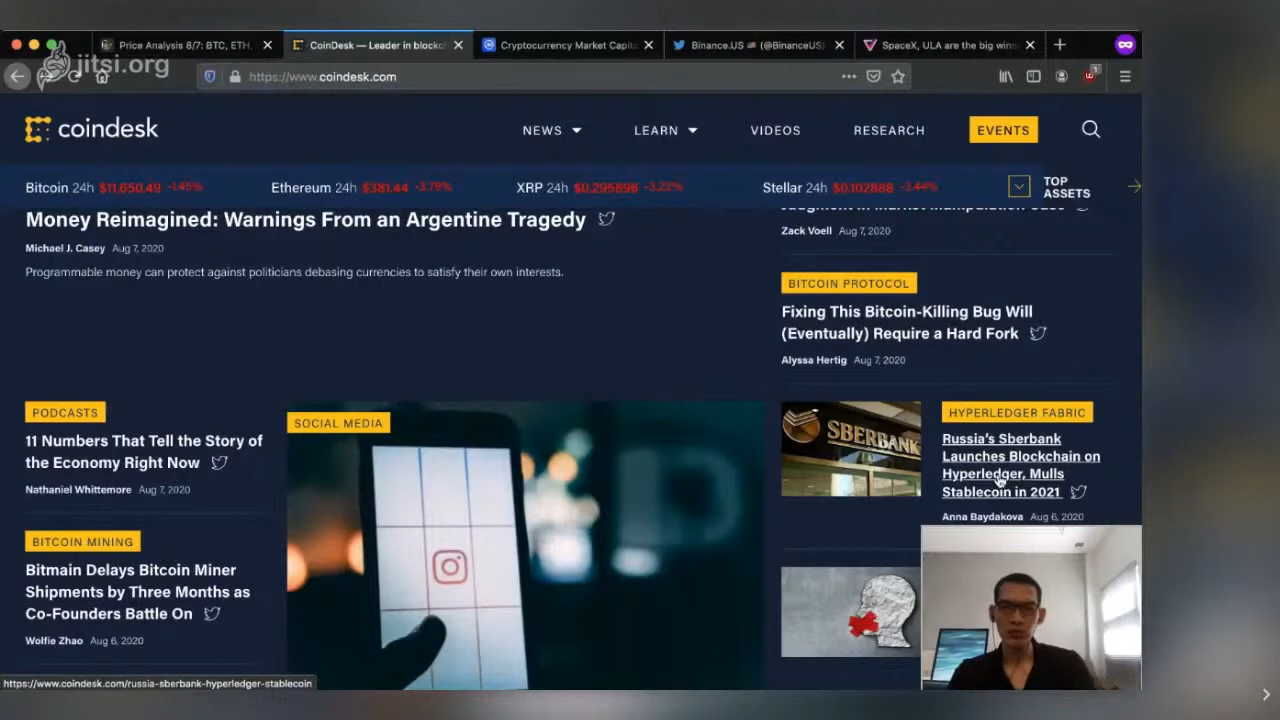 Price Analysis 8/7: BTC, ETH,
CoinDesk — Leader in blockch
Cryptocurrency Market Capita
Binance.US (@BinanceUS)
SpaceX, ULA are the big winn
jitsi.org
https://www.coindesk.com
1
coindesk
NEWS
LEARN
VIDEOS
RESEARCH
EVENTS
Bitcoin 24h $11,650.49 -1.45%
Ethereum 24h $381.44 -3.79%
XRP 24h $0.295896 -3.22%
Stellar 24h $0.102888 -3.44%
TOP
ASSETS
Money Reimagined: Warnings From an Argentine Tragedy
Michael J. Casey Aug 7, 2020
Programmable money can protect against politicians debasing currencies to satisfy their own interests.
Judgment in Market Manipulation Case
Zack Voell Aug 7, 2020
BITCOIN PROTOCOL
Fixing This Bitcoin-Killing Bug Will
(Eventually) Require a Hard Fork
Alyssa Hertig Aug 7, 2020
PODCASTS
11 Numbers That Tell the Story of
the Economy Right Now
Nathaniel Whittemore Aug 7, 2020
BITCOIN MINING
Bitmain Delays Bitcoin Miner
Shipments by Three Months as
Co-Founders Battle On
Wolfie Zhao Aug 6, 2020
SOCIAL MEDIA
SBERBANK
HYPERLEDGER FABRIC
Russia's Sberbank
Launches Blockchain on
Hyperledger, Mulls
Stablecoin in 2021
Anna Baydakova Aug 6, 2020
https://www.coindesk.com/russia-sberbank-hyperledger-stablecoin